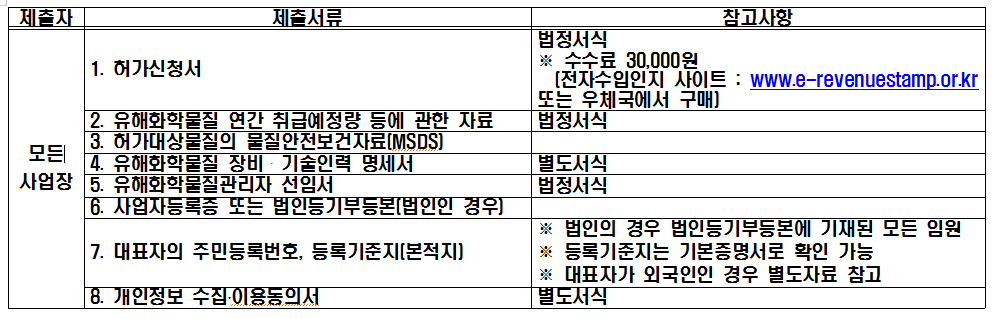 제출자 제출서류 참고사항
모든
사업장
1. 허가신청서
법정서식
※ 수수료 30,000원
(전자수입인지 사이트 : www.e-revenuestamp.or.kr
또는 우체국에서 구매)
2. 유해화학물질 연간 취급예정량 등에 관한 자료 법정서식
3. 허가대상물질의 물질안전보건자료(MSDS)
4. 유해화학물질 장비·기술인력 명세서 별도서식
5. 유해화학물질관리자 선임서 법정서식
6. 사업자등록증 또는 법인등기부등본(법인인 경우)
7. 대표자의 주민등록번호, 등록기준지(본적지)
※ 법인의 경우 법인등기부등본에 기재된 모든 임원
※ 등록기준지는 기본증명서로 확인 가능
※ 대표자가 외국인인 경우 별도자료 참고
8. 개인정보 수집·이용동의서 별도서식